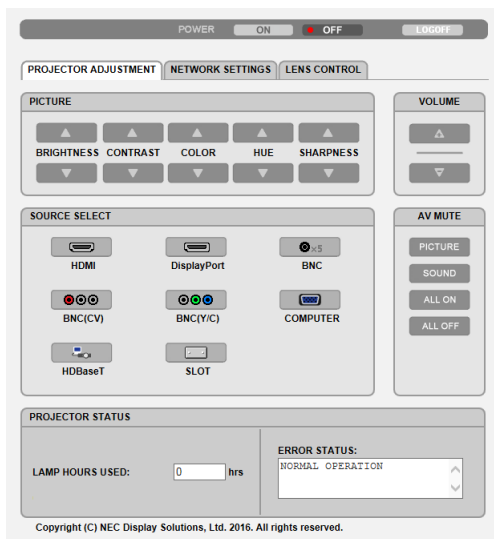 POWER ON OFF LOGOFF
PROJECTOR ADJUSTMENT NETWORK SETTINGS LENS CONTROL
PICTURE
BRIGHTNESS CONTRAST COLOR HUE SHARPNESS
VOLUME
SOURCE SELECT
HDMI DisplayPort ×5 BNC
BNC(CV) BNC(Y/C) COMPUTER
HDBaseT SLOT
AV MUTE
PICTURE
SOUND
ALL ON
ALL OFF
PROJECTOR STATUS
LAMP HOURS USED: 0 hrs
ERROR STATUS:
NORMAL OPERATION
Copyright (C) NEC Display Solutions, Ltd. 2016. All rights reserved.